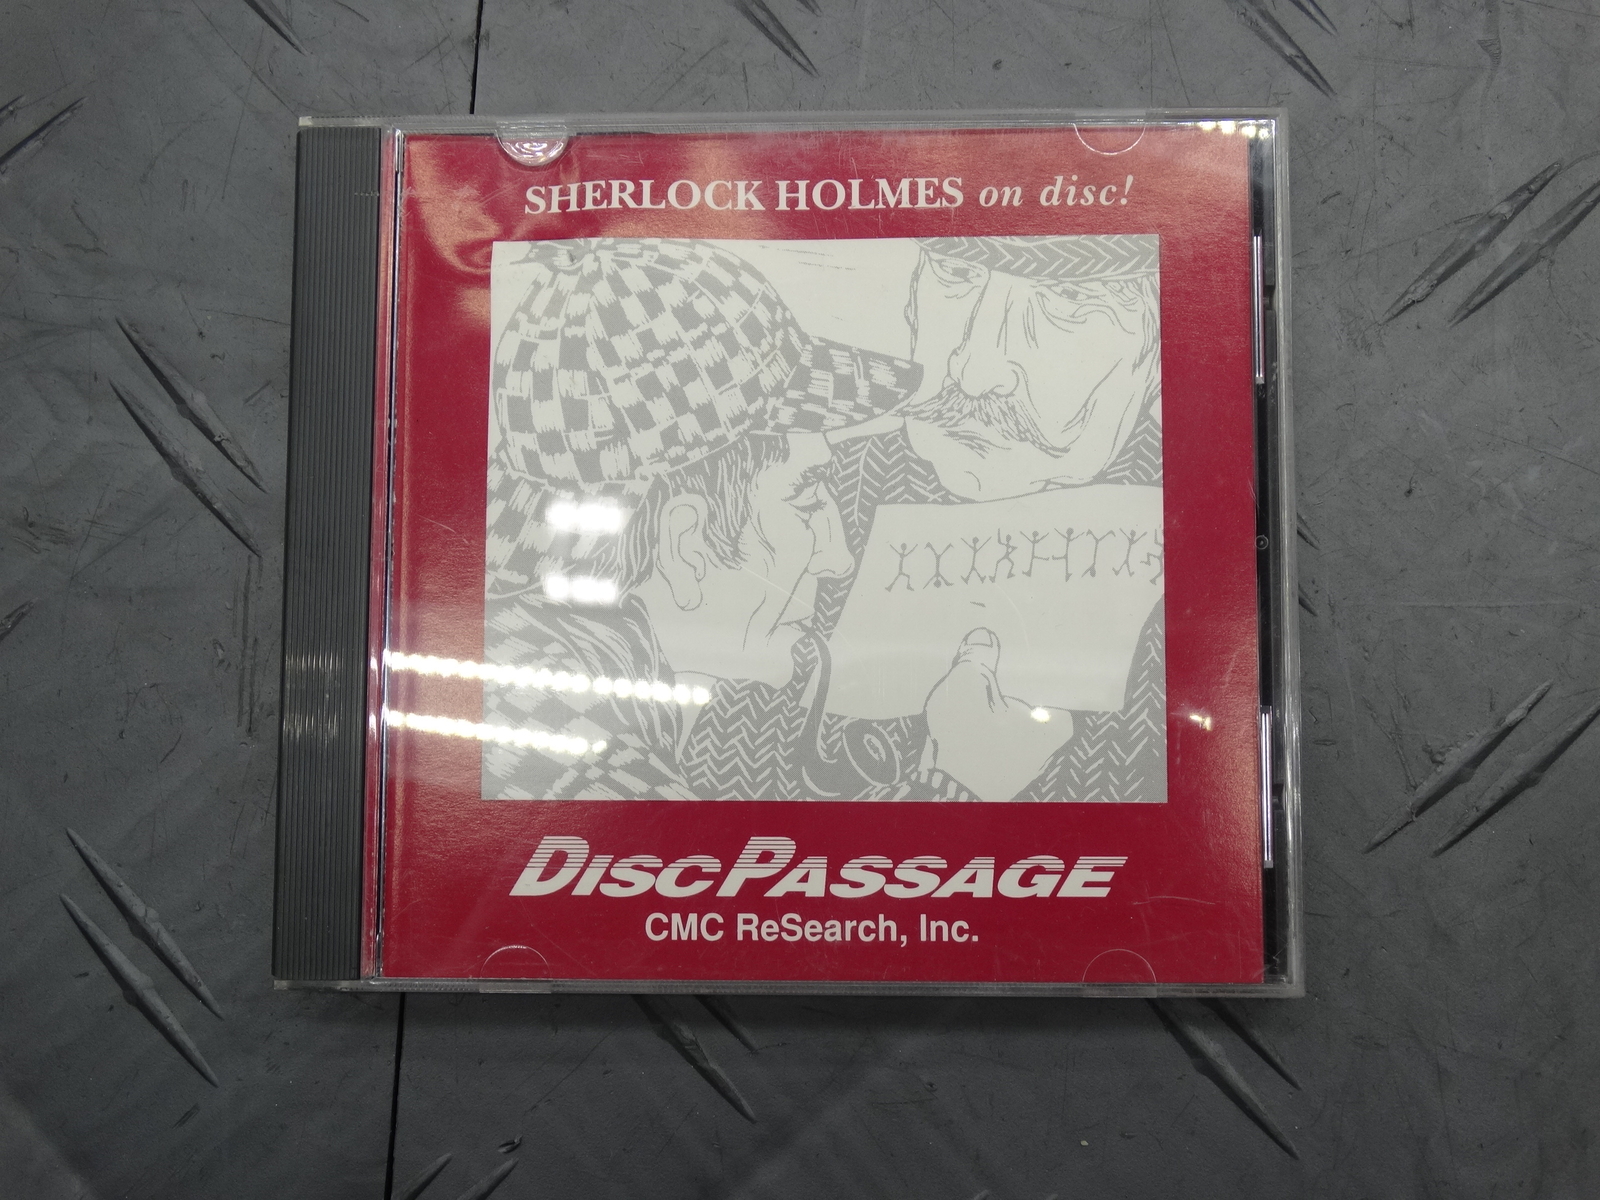 SHERLOCK HOLMES on disc!
DISCPASSAGE
CMC ReSearch, Inc.